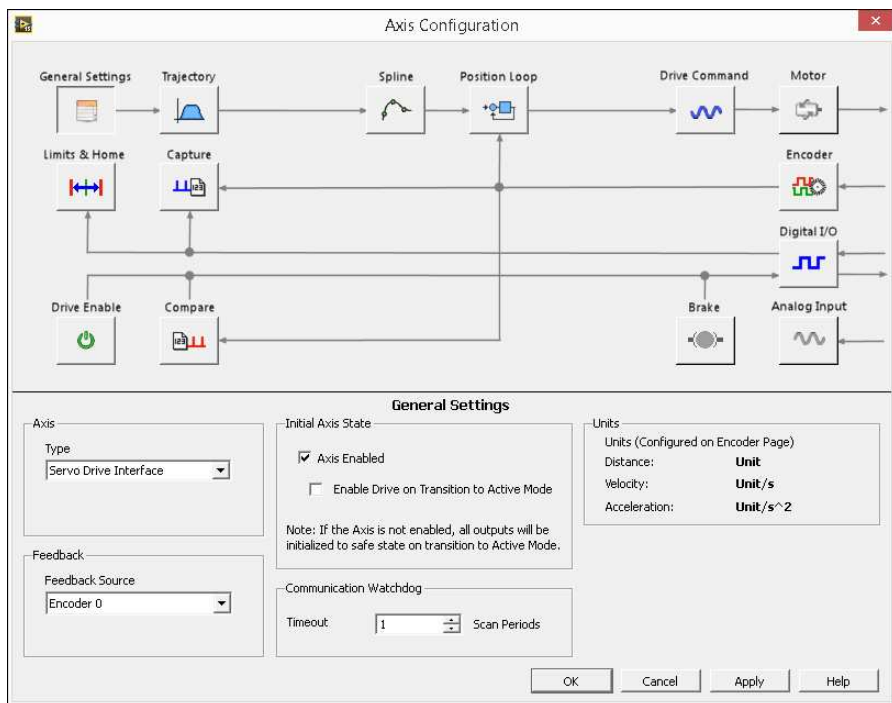 Axis Configuration
General Settings
Trajectory
Spline
Position Loop
Drive Command
Motor
Limits & Home
Capture
123
Encoder
Digital I/O
Drive Enable
Compare
123
Brake
Analog Input
General Settings
Axis
Type
Servo Drive Interface
Feedback
Feedback Source
Encoder 0
Initial Axis State
Axis Enabled
Enable Drive on Transition to Active Mode
Note: If the Axis is not enabled, all outputs will be
initialized to safe state on transition to Active Mode.
Communication Watchdog
Timeout 1 Scan Periods
Units
Units (Configured on Encoder Page)
Distance: Unit
Velocity: Unit/s
Acceleration: Unit/s^2
OK Cancel Apply Help